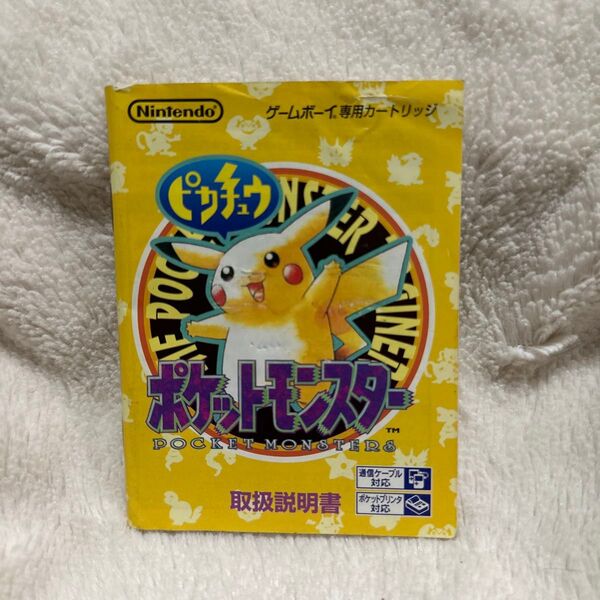 Nintendo®
ゲームボーイ®専用カートリッジ
ピカチュウ
ポケットモンスター
TM
POCKET MONSTERS
通信ケーブル
対応
ポケットプリンタ
対応
取扱説明書